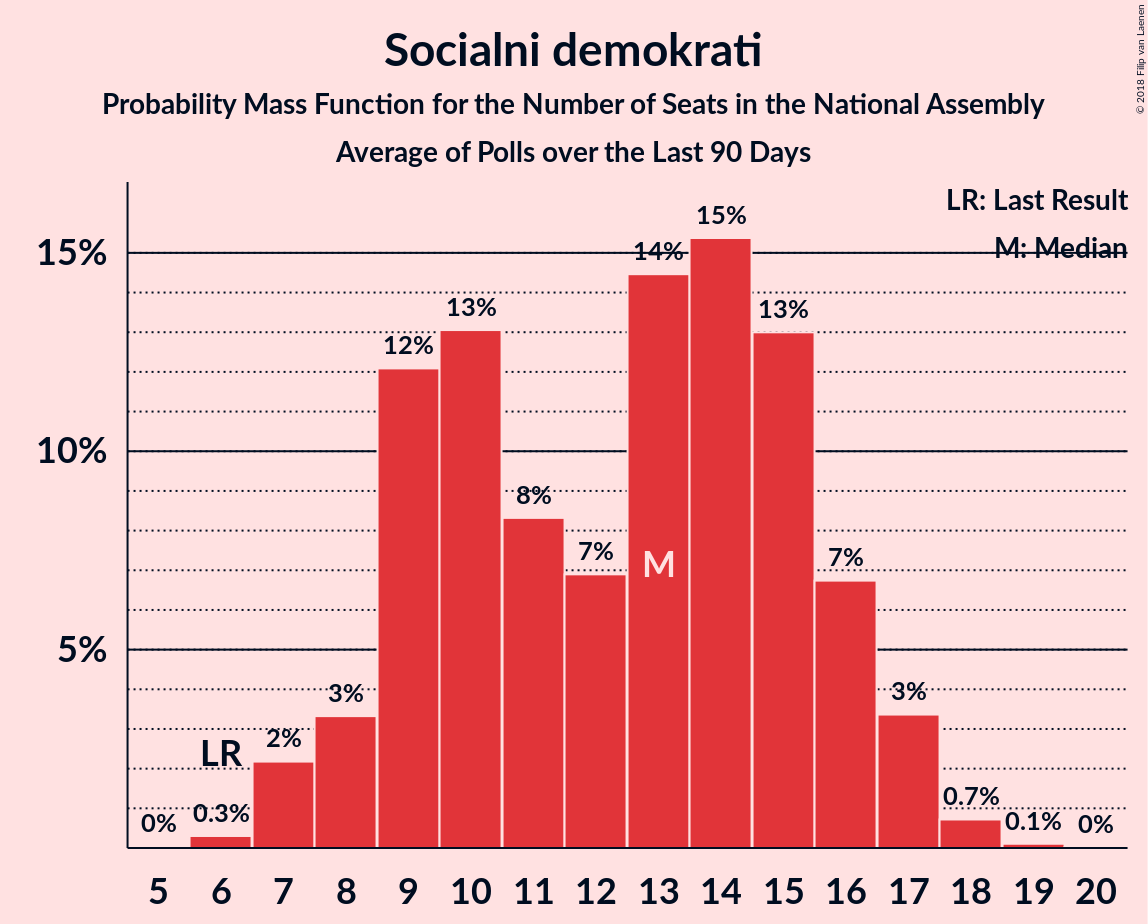 Socialni demokrati
Probability Mass Function for the Number of Seats in the National Assembly
Average of Polls over the Last 90 Days
© 2018 Filip van Laenen
LR: Last Result
M: Median
15%
10%
5%
0%
0.3%
LR
2%
3%
12%
13%
8%
7%
14%
M
15%
13%
7%
3%
0.7%
0.1%
0%
5 6 7 8 9 10 11 12 13 14 15 16 17 18 19 20